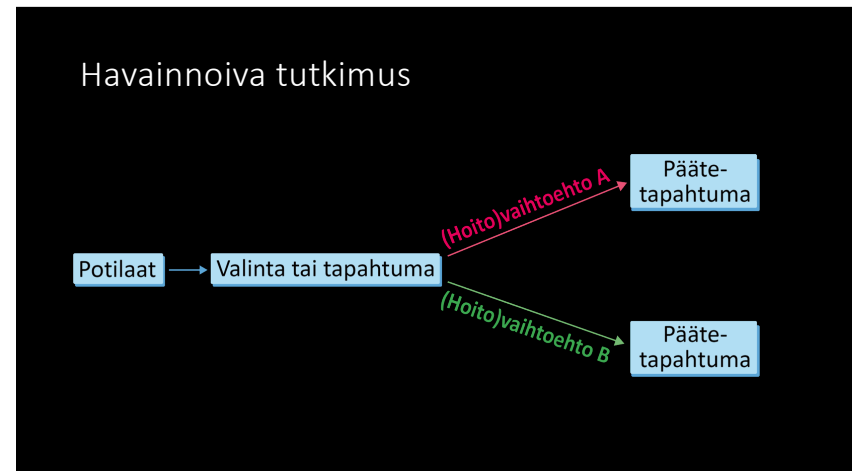 Havainnoiva tutkimus
Potilaat
Valinta tai tapahtuma
(Hoito)vaihtoehto A
Pääte-
tapahtuma
(Hoito)vaihtoehto B
Pääte-
tapahtuma